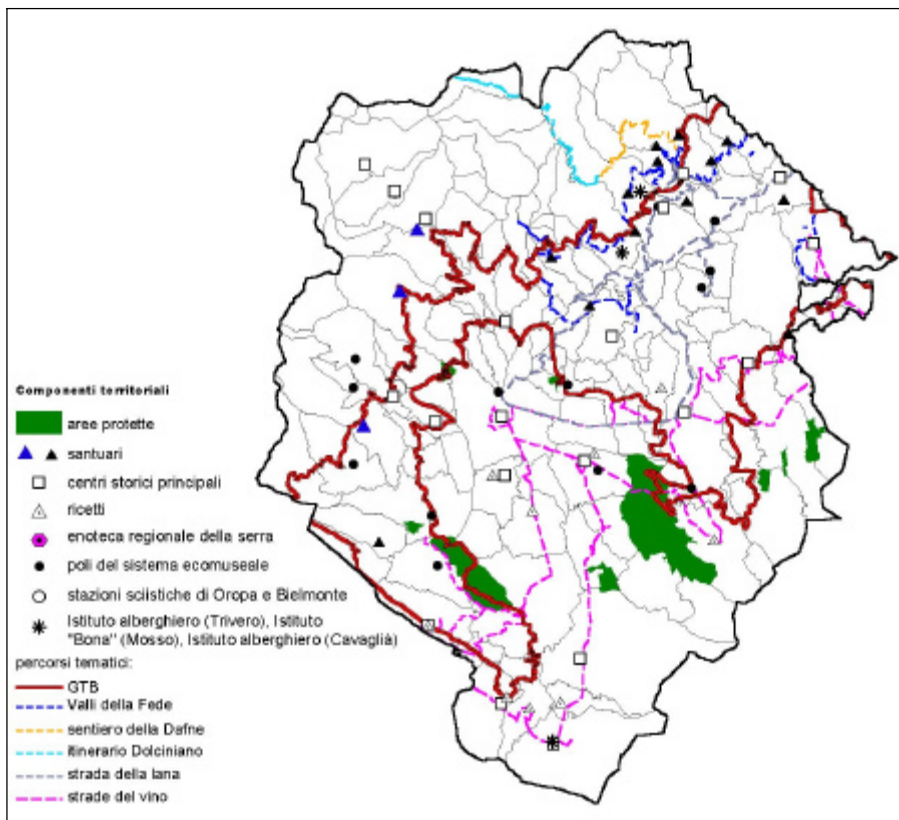 Componenti territoriali
aree protette
santuari
centri storici principali
ricetti
enoteca regionale della serra
poli del sistema ecomuseale
stazioni sciistiche di Oropa e Bielmonte
Istituto alberghiero (Trivero), Istituto
"Bona" (Mosso), Istituto alberghiero (Cavaglià)
percorsi tematici:
GTB
Valli della Fede
sentiero della Dafne
itinerario Dolciniano
strada della lana
strade del vino